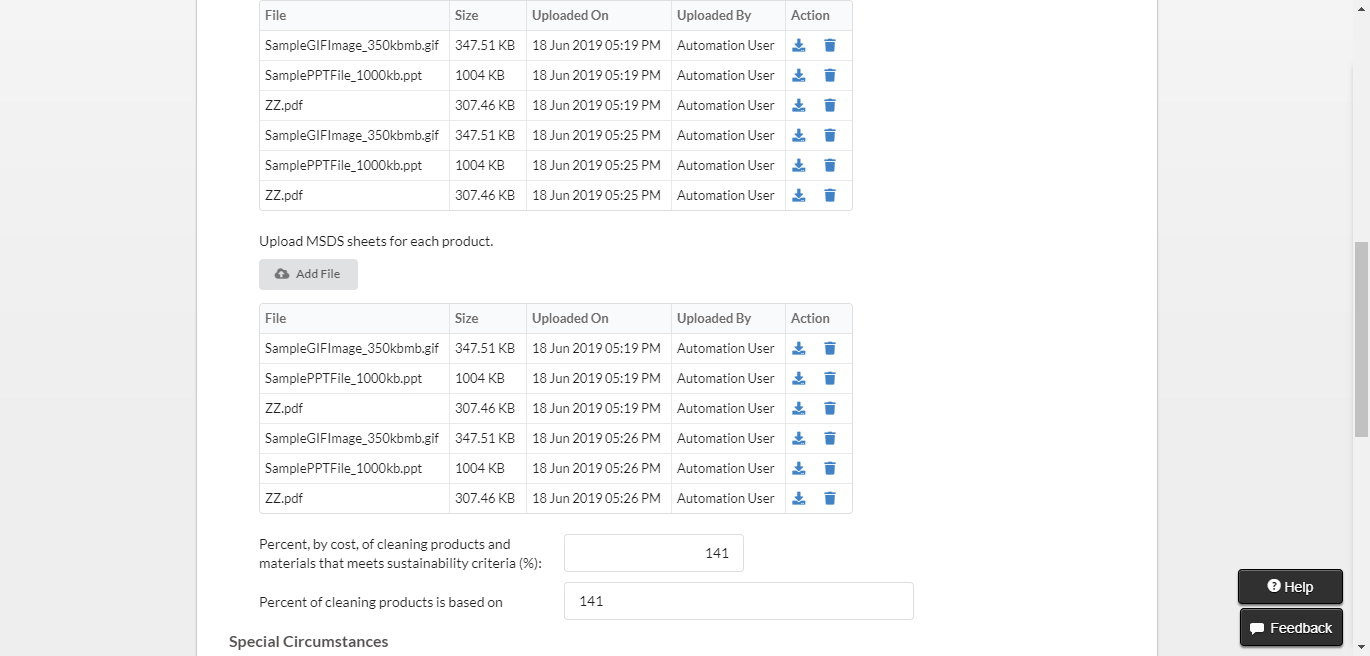 File Size Uploaded On Uploaded By Action
SampleGIFImage_350kbmb.gif 347.51 KB 18 Jun 2019 05:19 PM Automation User
SamplePPTFile_1000kb.ppt 1004 KB 18 Jun 2019 05:19 PM Automation User
ZZ.pdf 307.46 KB 18 Jun 2019 05:19 PM Automation User
SampleGIFImage_350kbmb.gif 347.51 KB 18 Jun 2019 05:25 PM Automation User
SamplePPTFile_1000kb.ppt 1004 KB 18 Jun 2019 05:25 PM Automation User
ZZ.pdf 307.46 KB 18 Jun 2019 05:25 PM Automation User
Upload MSDS sheets for each product.
Add File
File Size Uploaded On Uploaded By Action
SampleGIFImage_350kbmb.gif 347.51 KB 18 Jun 2019 05:19 PM Automation User
SamplePPTFile_1000kb.ppt 1004 KB 18 Jun 2019 05:19 PM Automation User
ZZ.pdf 307.46 KB 18 Jun 2019 05:19 PM Automation User
SampleGIFImage_350kbmb.gif 347.51 KB 18 Jun 2019 05:26 PM Automation User
SamplePPTFile_1000kb.ppt 1004 KB 18 Jun 2019 05:26 PM Automation User
ZZ.pdf 307.46 KB 18 Jun 2019 05:26 PM Automation User
Percent, by cost, of cleaning products and
materials that meets sustainability criteria (%): 141
Percent of cleaning products is based on 141
Special Circumstances
Help
Feedback